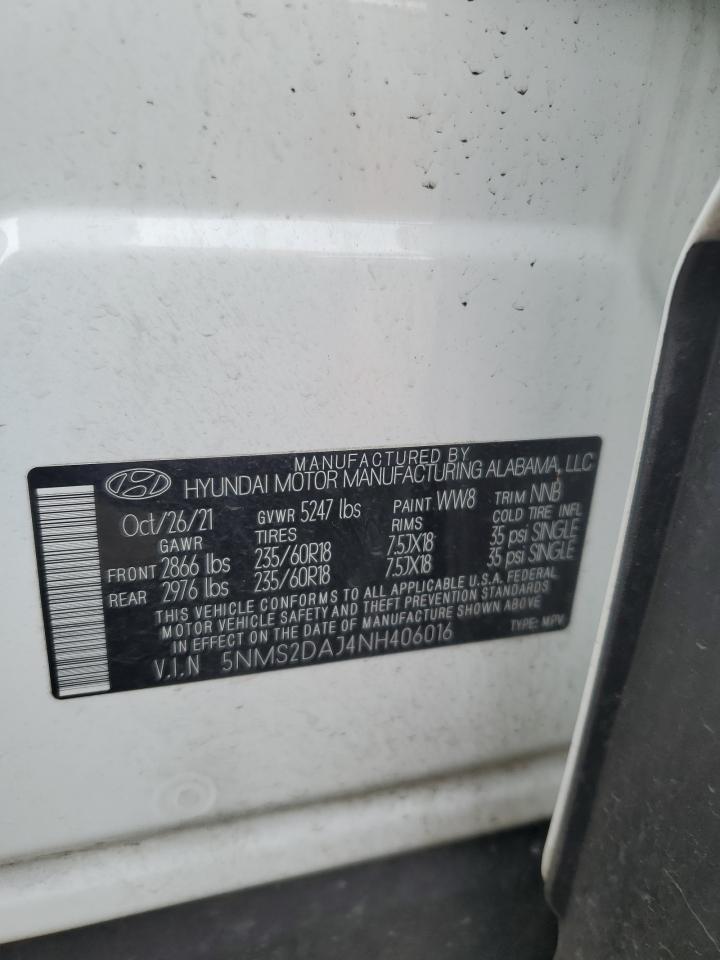 MANUFACTURED BY
HYUNDAI MOTOR MANUFACTURING ALABAMA, LLC
Oct/26/21 GVWR 5247 lbs PAINT WW8 TRIM NNB
GAWR TIRES RIMS COLD TIRE INFL
FRONT 2866 lbs 235/60R18 7.5JX18 35 psi SINGLE
REAR 2976 lbs 235/60R18 7.5JX18 35 psi SINGLE
THIS VEHICLE CONFORMS TO ALL APPLICABLE U.S.A. FEDERAL
MOTOR VEHICLE SAFETY AND THEFT PREVENTION STANDARDS
IN EFFECT ON THE DATE OF MANUFACTURE SHOWN ABOVE.
V.I.N 5NMS2DAJ4NH406016 TYPE: MPV